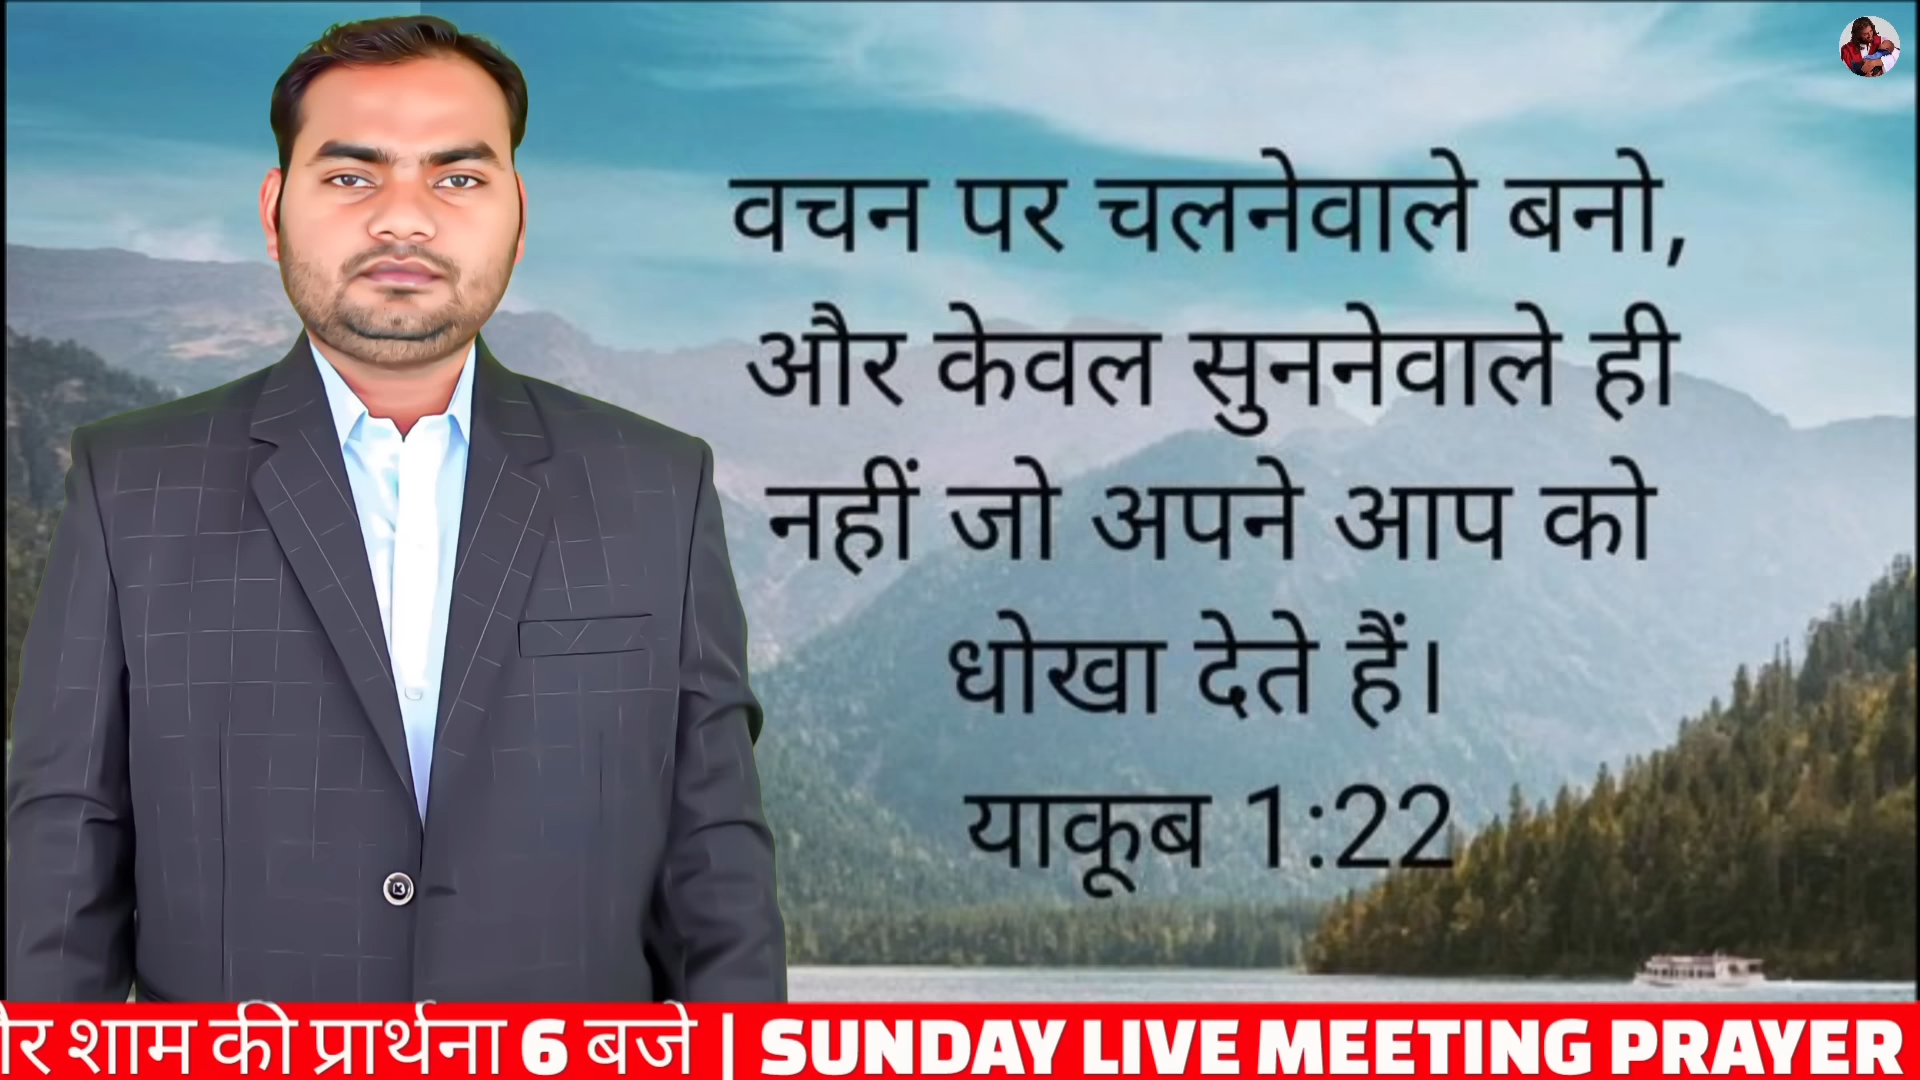 वचन पर चलनेवाले बनो,
और केवल सुननेवाले ही
नहीं जो अपने आप को
धोखा देते हैं।
याकूब 1:22
शाम की प्रार्थना 6 बजे | SUNDAY LIVE MEETING PRAYER